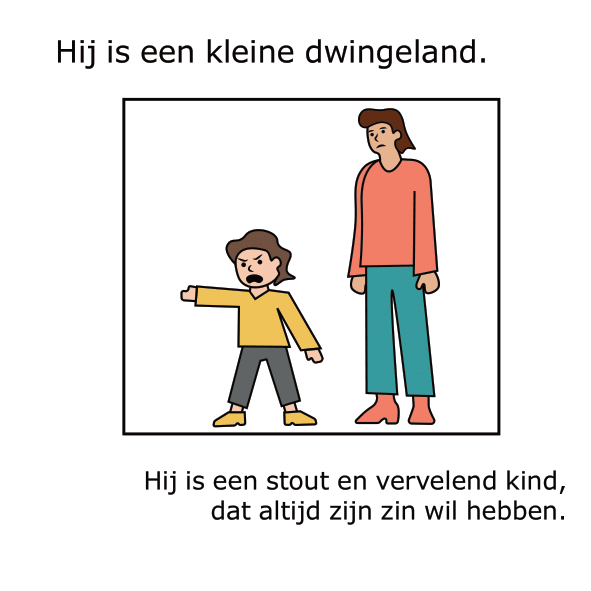 Hij is een kleine dwingeland.
Hij is een stout en vervelend kind,
dat altijd zijn zin wil hebben.